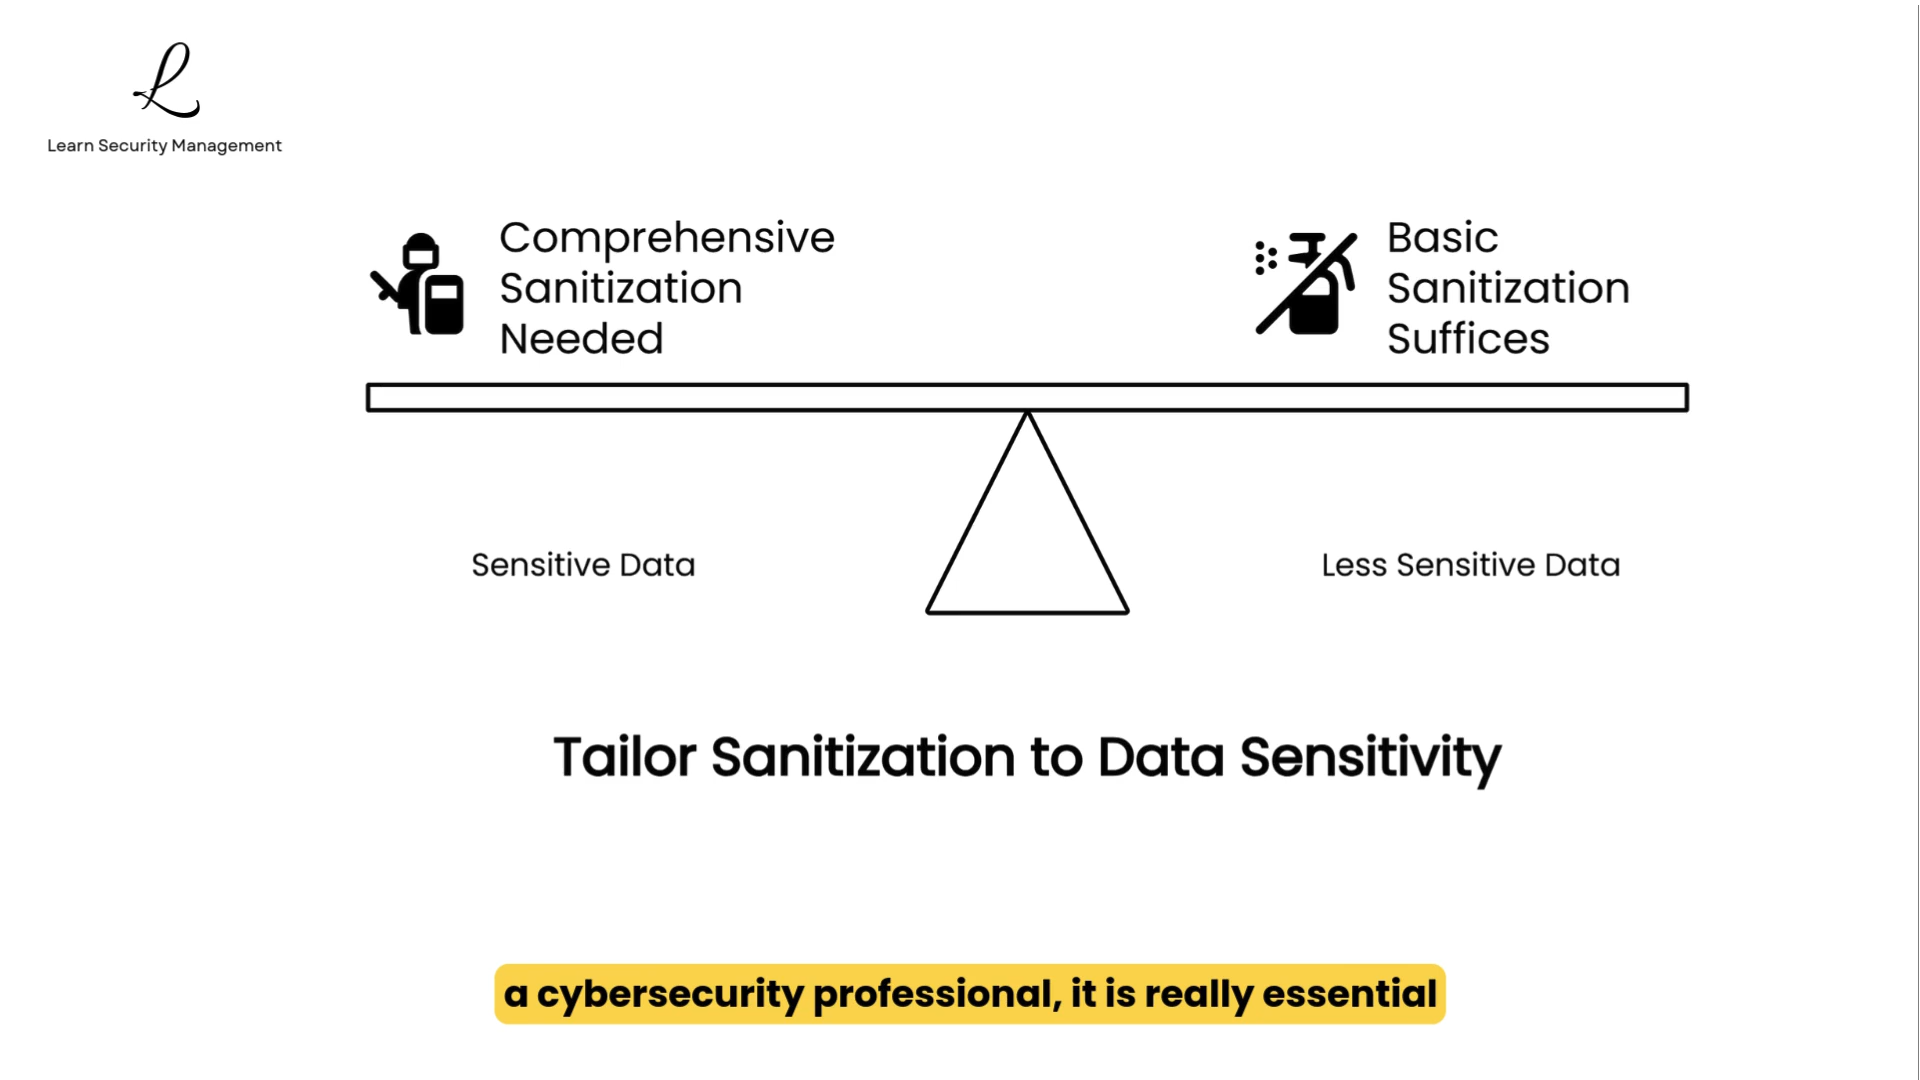 L
Learn Security Management
Comprehensive
Sanitization
Needed
Basic
Sanitization
Suffices
Sensitive Data
Less Sensitive Data
Tailor Sanitization to Data Sensitivity
a cybersecurity professional, it is really essential